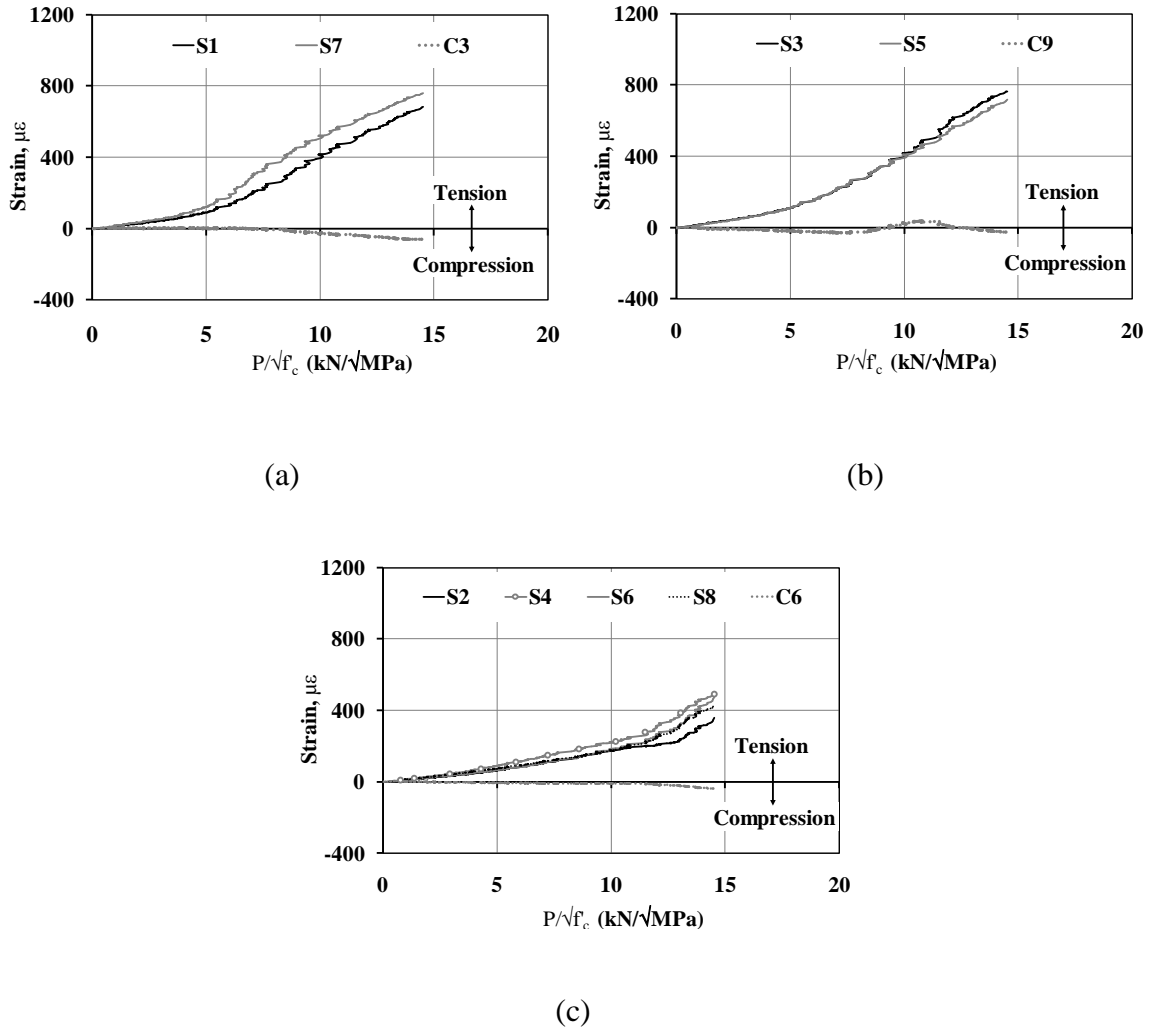 1200
S1 S7 C3
800
400
0
-400
Strain, με
Tension
Compression
0 5 10 15 20
P/√f'c (kN/√MPa)
(a)
1200
S3 S5 C9
800
400
0
-400
Strain, με
Tension
Compression
0 5 10 15 20
P/√f'c (kN/√MPa)
(b)
1200
S2 S4 S6 S8 C6
800
400
0
-400
Strain, με
Tension
Compression
0 5 10 15 20
P/√f'c (kN/√MPa)
(c)